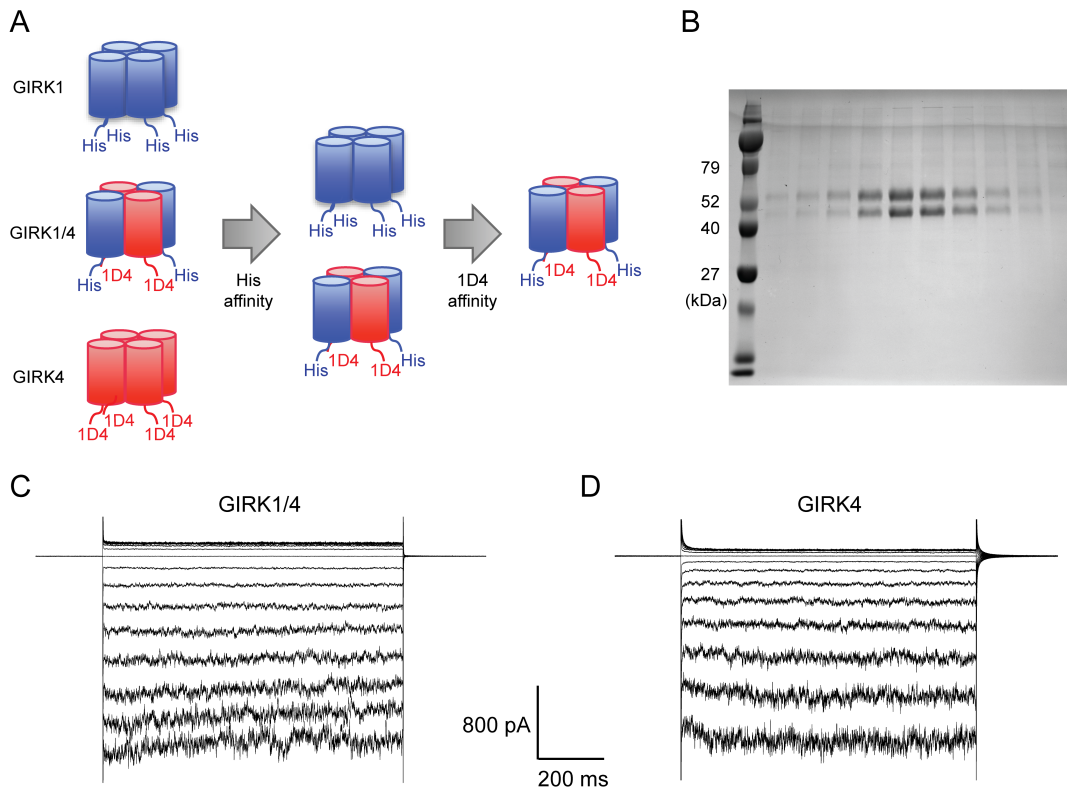 A
GIRK1
His
His
His
His
GIRK1/4
His
1D4
1D4
His
GIRK4
1D4
1D4
1D4
1D4
His
affinity
His
His
His
His
His
1D4
1D4
His
1D4
affinity
His
1D4
1D4
His
B
79
52
40
27
(kDa)
C
GIRK1/4
D
GIRK4
800 pA
200 ms